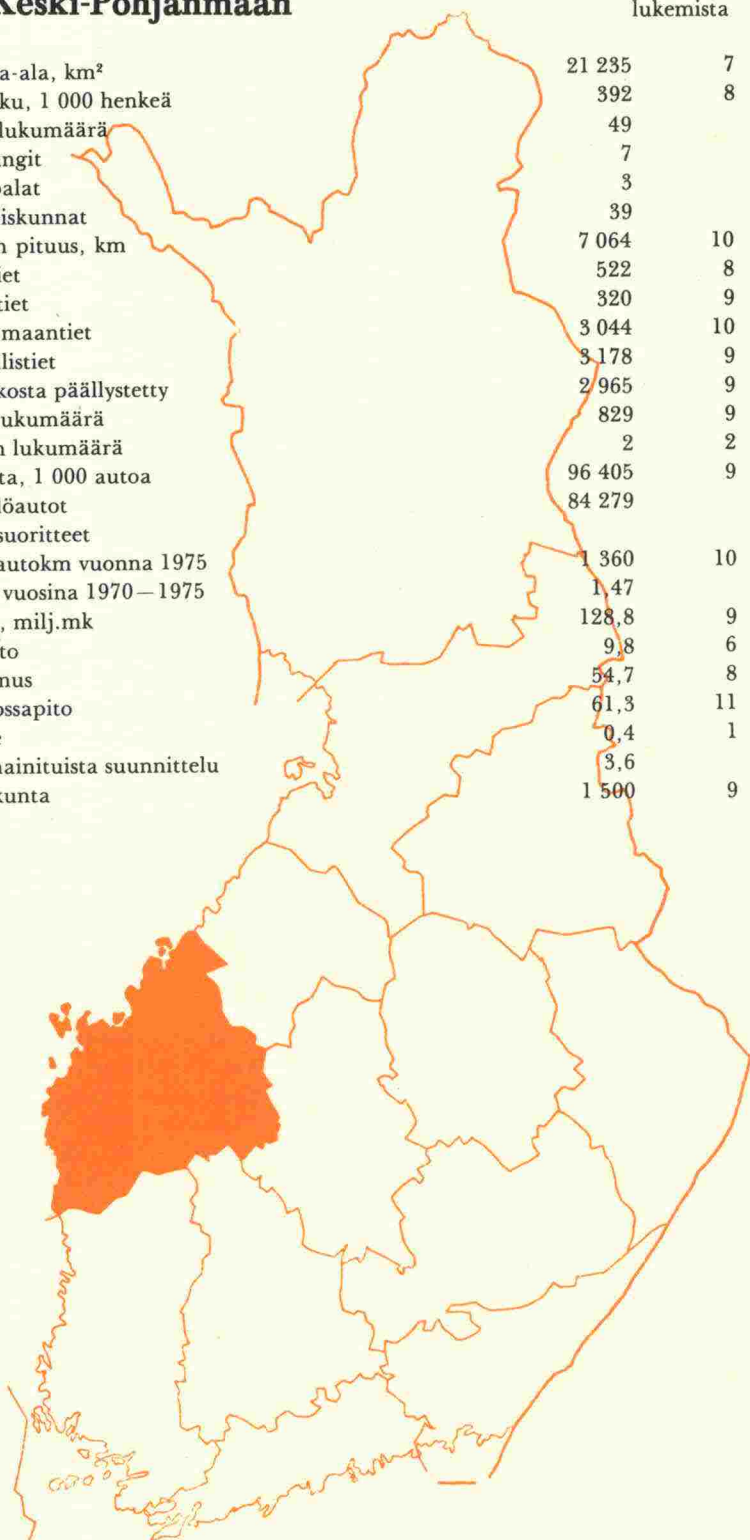 Keski-Pohjanmaan
lukemista
a-ala, km² 21 235 7
ku, 1 000 henkeä 392 8
lukumäärä 49
ngit 7
palat 3
iskunnat 39
n pituus, km 7 064 10
iet 522 8
tiet 320 9
maantiet 3 044 10
llistiet 3 178 9
kosta päällystetty 2 965 9
lukumäärä 829 9
n lukumäärä 2 2
ta, 1 000 autoa 96 405 9
löautot 84 279
suoritteet
autokm vuonna 1975 1 360 10
vuosina 1970—1975 1,47
, milj.mk 128,8 9
to 9,8 6
nus 54,7 8
ossapito 61,3 11
e 0,4 1
nainituista suunnittelu 3,6
kunta 1 500 9